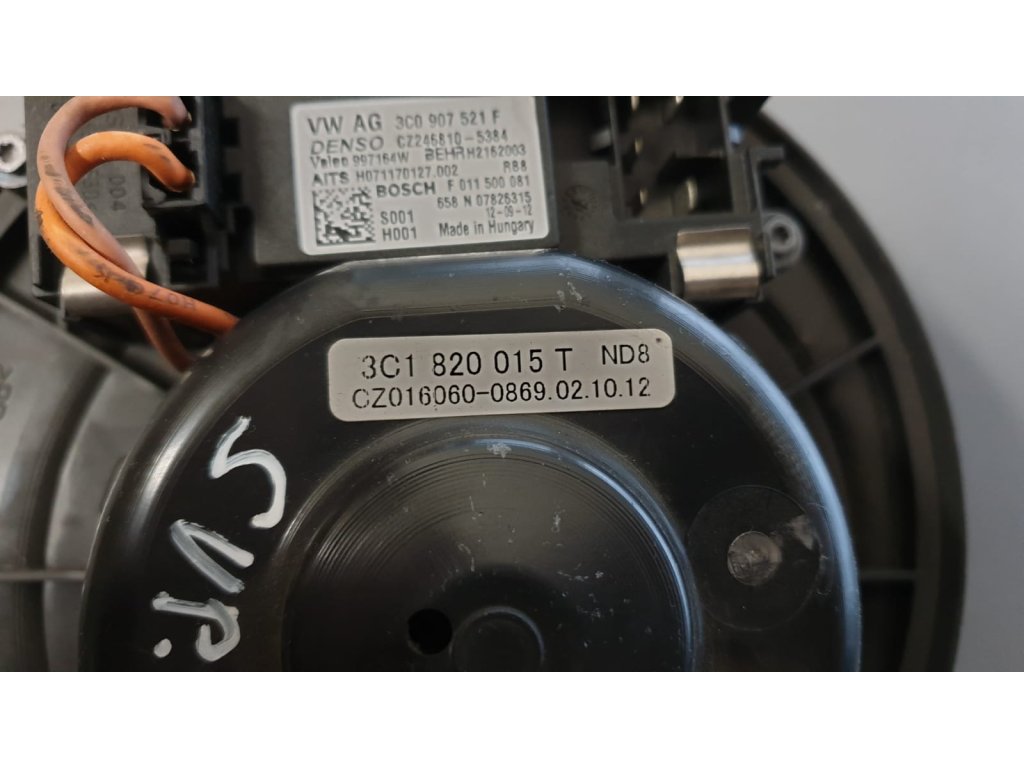 VW AG 3C0 907 521 F
DENSO CZ246810-5384
Valeo 997164W BEHR H2162003
AITS H071170127.002 R88
BOSCH F 011 500 081
658 N 07826315
S001 12-09-12
H001 Made in Hungary
004
3C1 820 015 T ND8
CZ016060-0869.02.10.12